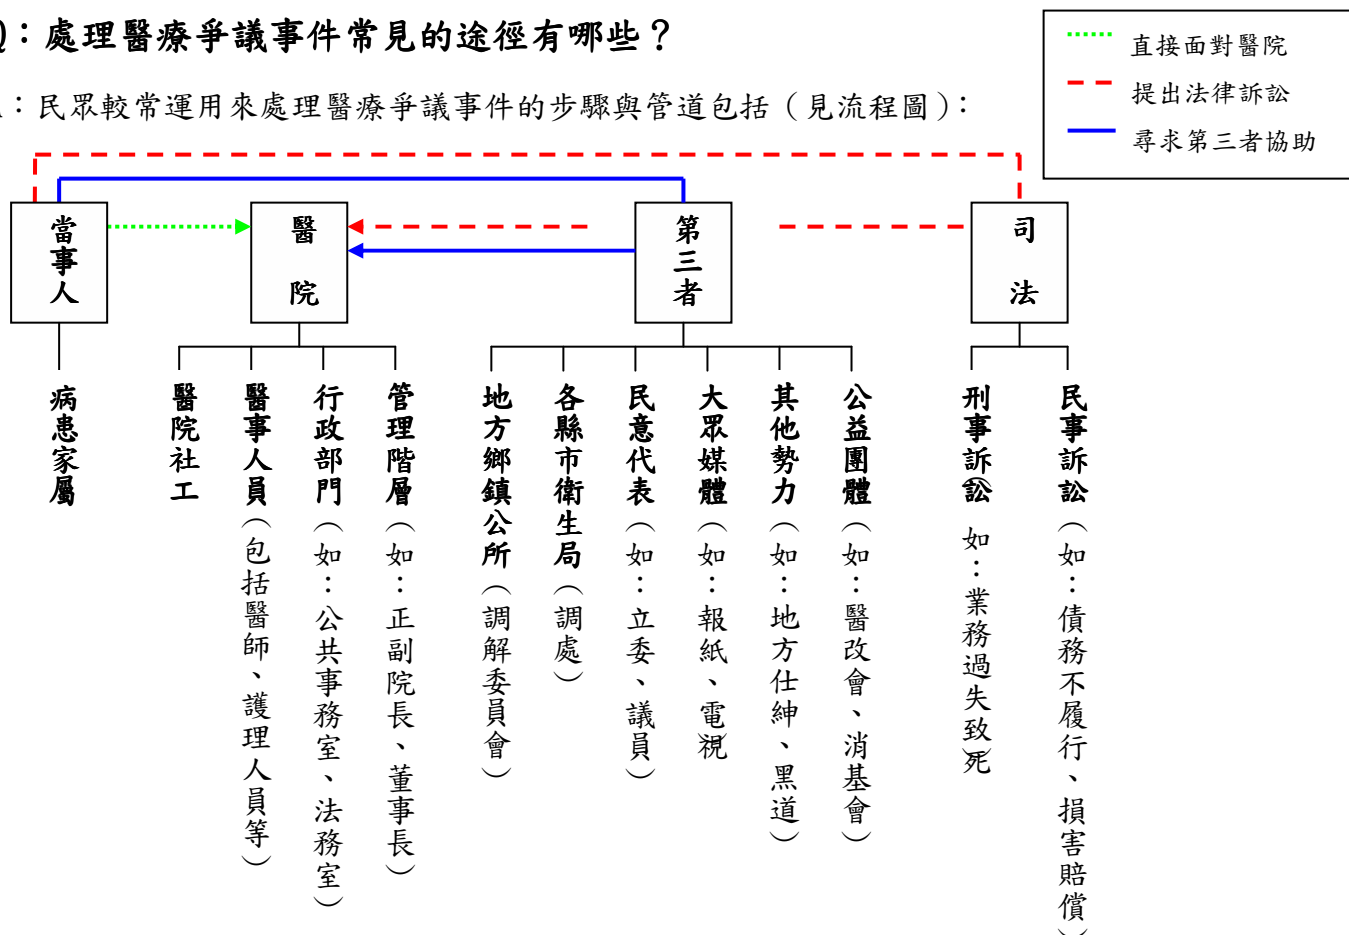 ：處理醫療爭議事件常見的途徑有哪些？
：民眾較常運用來處理醫療爭議事件的步驟與管道包括（見流程圖）：
直接面對醫院
提出法律訴訟
尋求第三者協助
當事人
醫院
第三者
司法
病患家屬
醫院社工
醫事人員（包括醫師、護理人員等）
行政部門（如：公共事務室、法務室）
管理階層（如：正副院長、董事長）
地方鄉鎮公所（調解委員會）
各縣市衛生局（調處）
民意代表（如：立委、議員）
大眾媒體（如：報紙、電視）
其他勢力（如：地方仕紳、黑道）
公益團體（如：醫改會、消基會）
刑事訴訟（如：業務過失致死）
民事訴訟（如：債務不履行、損害賠償）